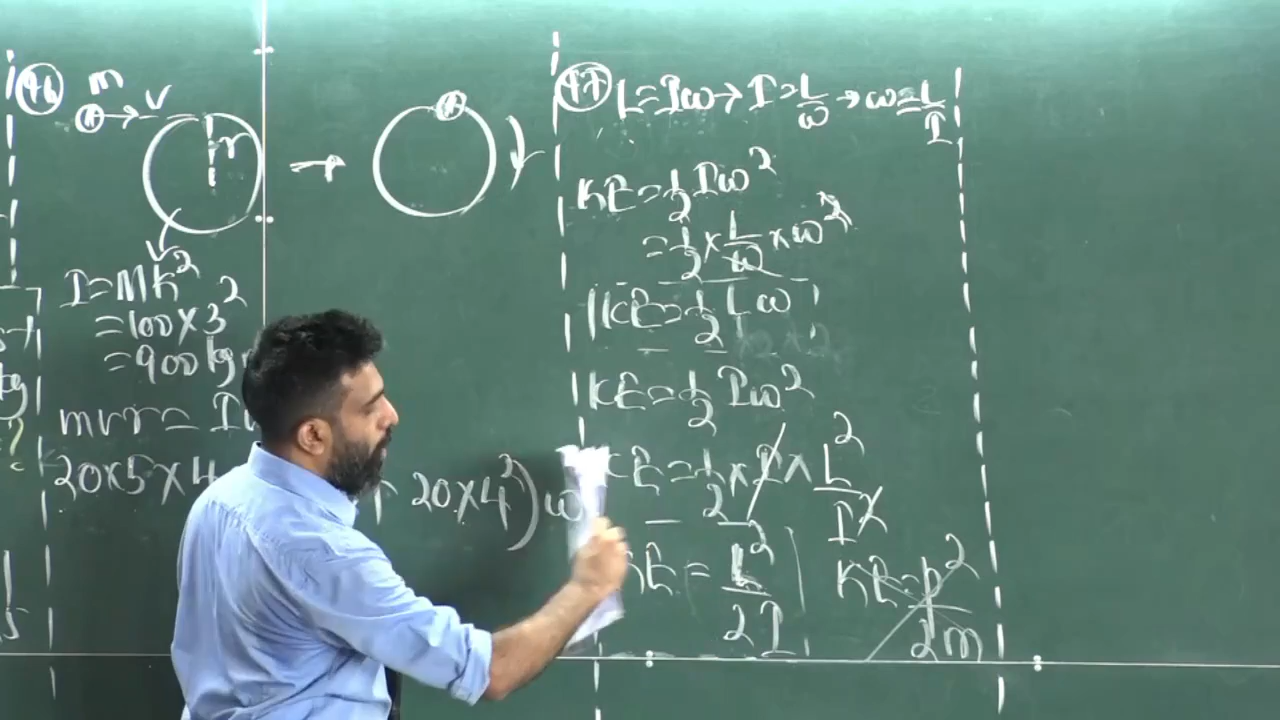 46 m v
r
I = MK²
= 100 × 3²
= 900 kg
mvr = I
20×5×4
20×4²)ω
47 L = Iω → I = L/ω → ω = L/I
KE = 1/2 Iω²
= 1/2 × L/ω × ω²
KE = 1/2 Lω
KE = 1/2 Iω²
KE = 1/2 × I × L²/I²
KE = L²/2I
KE = p²/2m